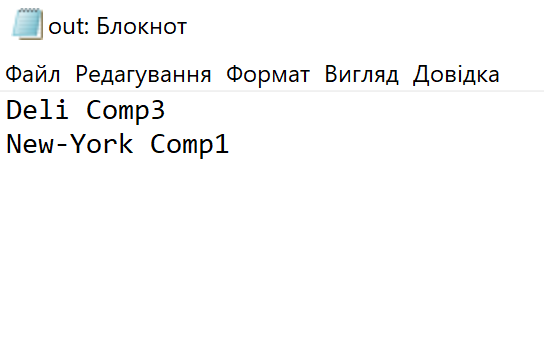 out: Блокнот
Файл Редагування Формат Вигляд Довідка
Deli Comp3
New-York Comp1